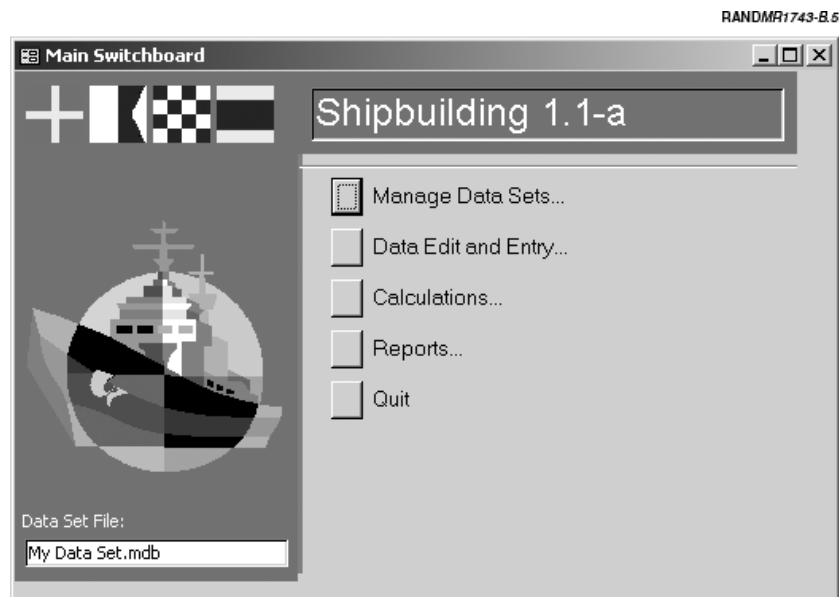 RANDMR1743-B.5
Main Switchboard
Shipbuilding 1.1-a
Manage Data Sets...
Data Edit and Entry...
Calculations...
Reports...
Quit
Data Set File:
My Data Set.mdb